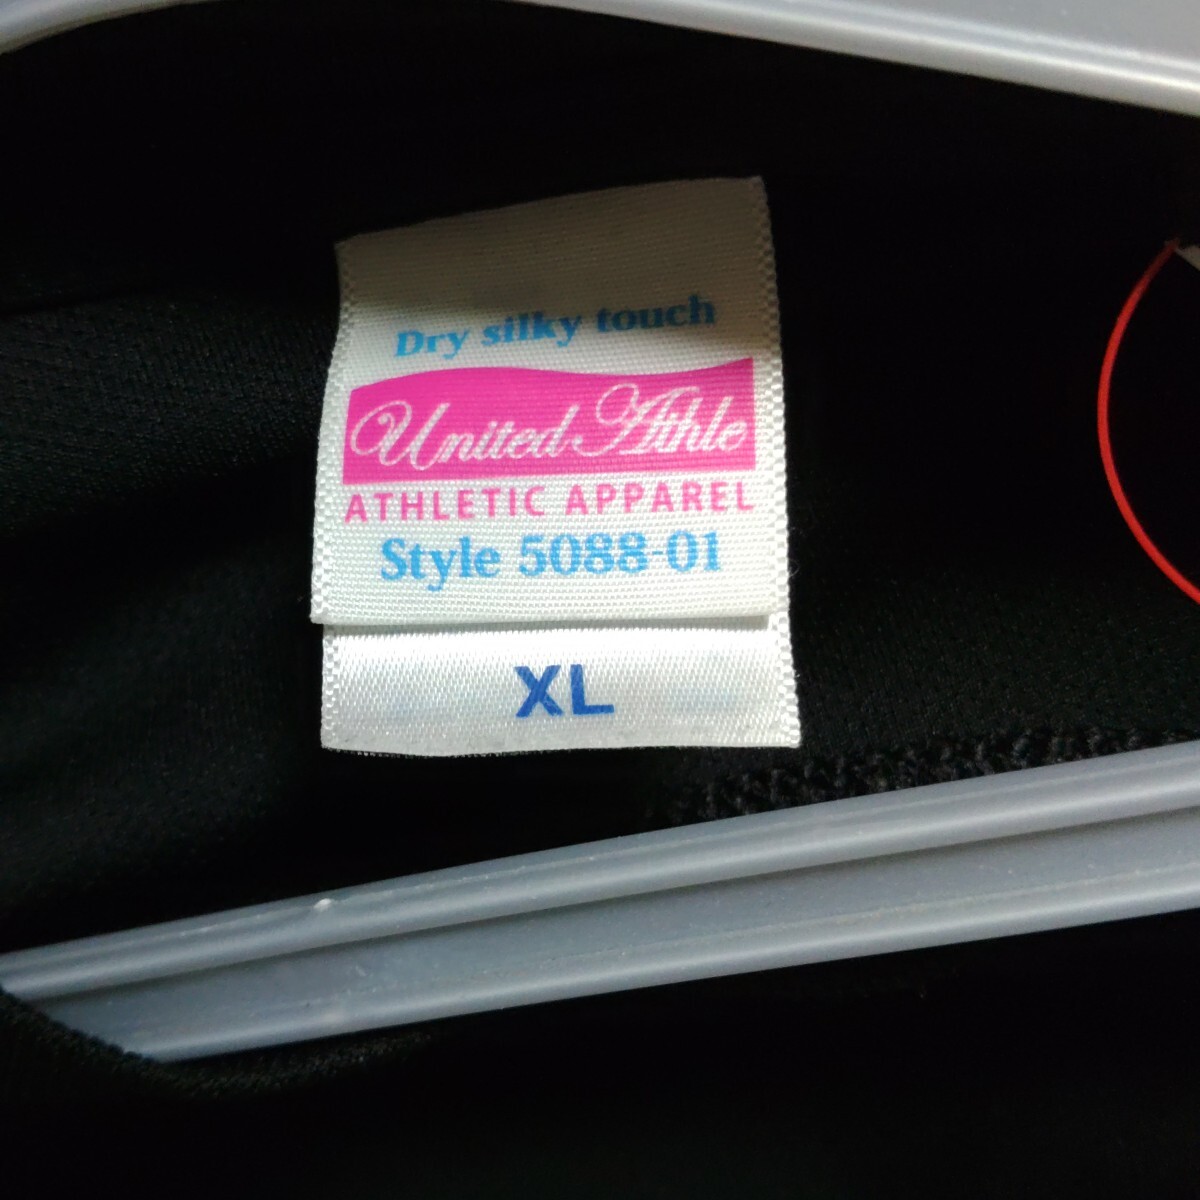 Dry silky touch
United Athle
ATHLETIC APPAREL
Style 5088-01
XL